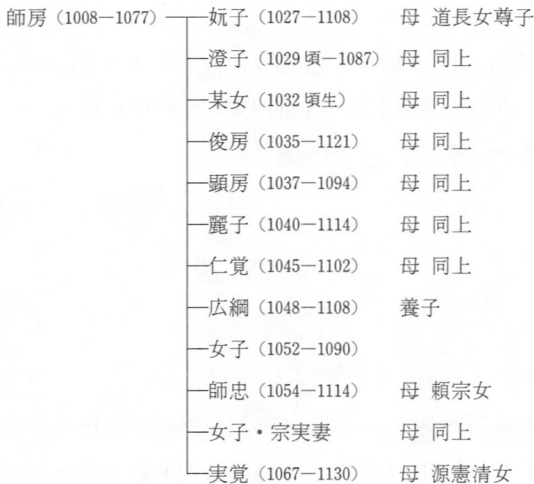 師房（1008―1077） 妧子（1027―1108） 母 道長女尊子
澄子（1029頃―1087） 母 同上
某女（1032頃生） 母 同上
俊房（1035―1121） 母 同上
顕房（1037―1094） 母 同上
麗子（1040―1114） 母 同上
仁覚（1045―1102） 母 同上
広綱（1048―1108） 養子
女子（1052―1090）
師忠（1054―1114） 母 頼宗女
女子・宗実妻 母 同上
実覚（1067―1130） 母 源憲清女